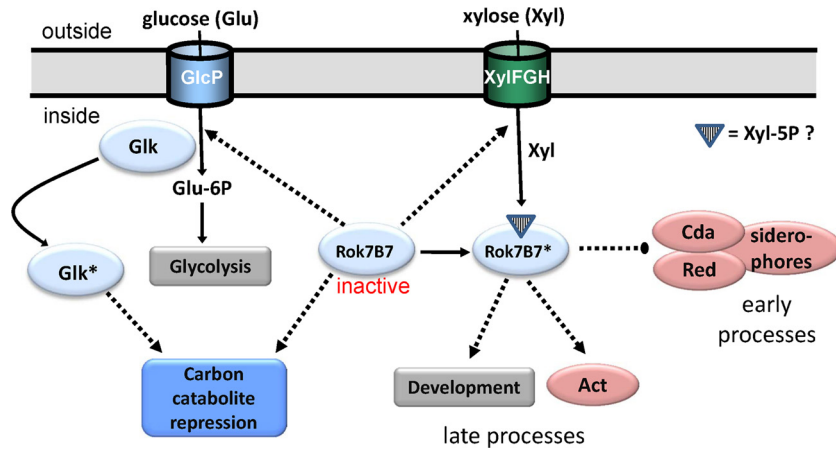 glucose (Glu)
xylose (Xyl)
outside
GlcP
XylFGH
inside
Glk
Xyl
= Xyl-5P ?
Glu-6P
Glk*
Glycolysis
Rok7B7
inactive
Rok7B7*
Cda
Red
sidero-
phores
early
processes
Carbon
catabolite
repression
Development
Act
late processes